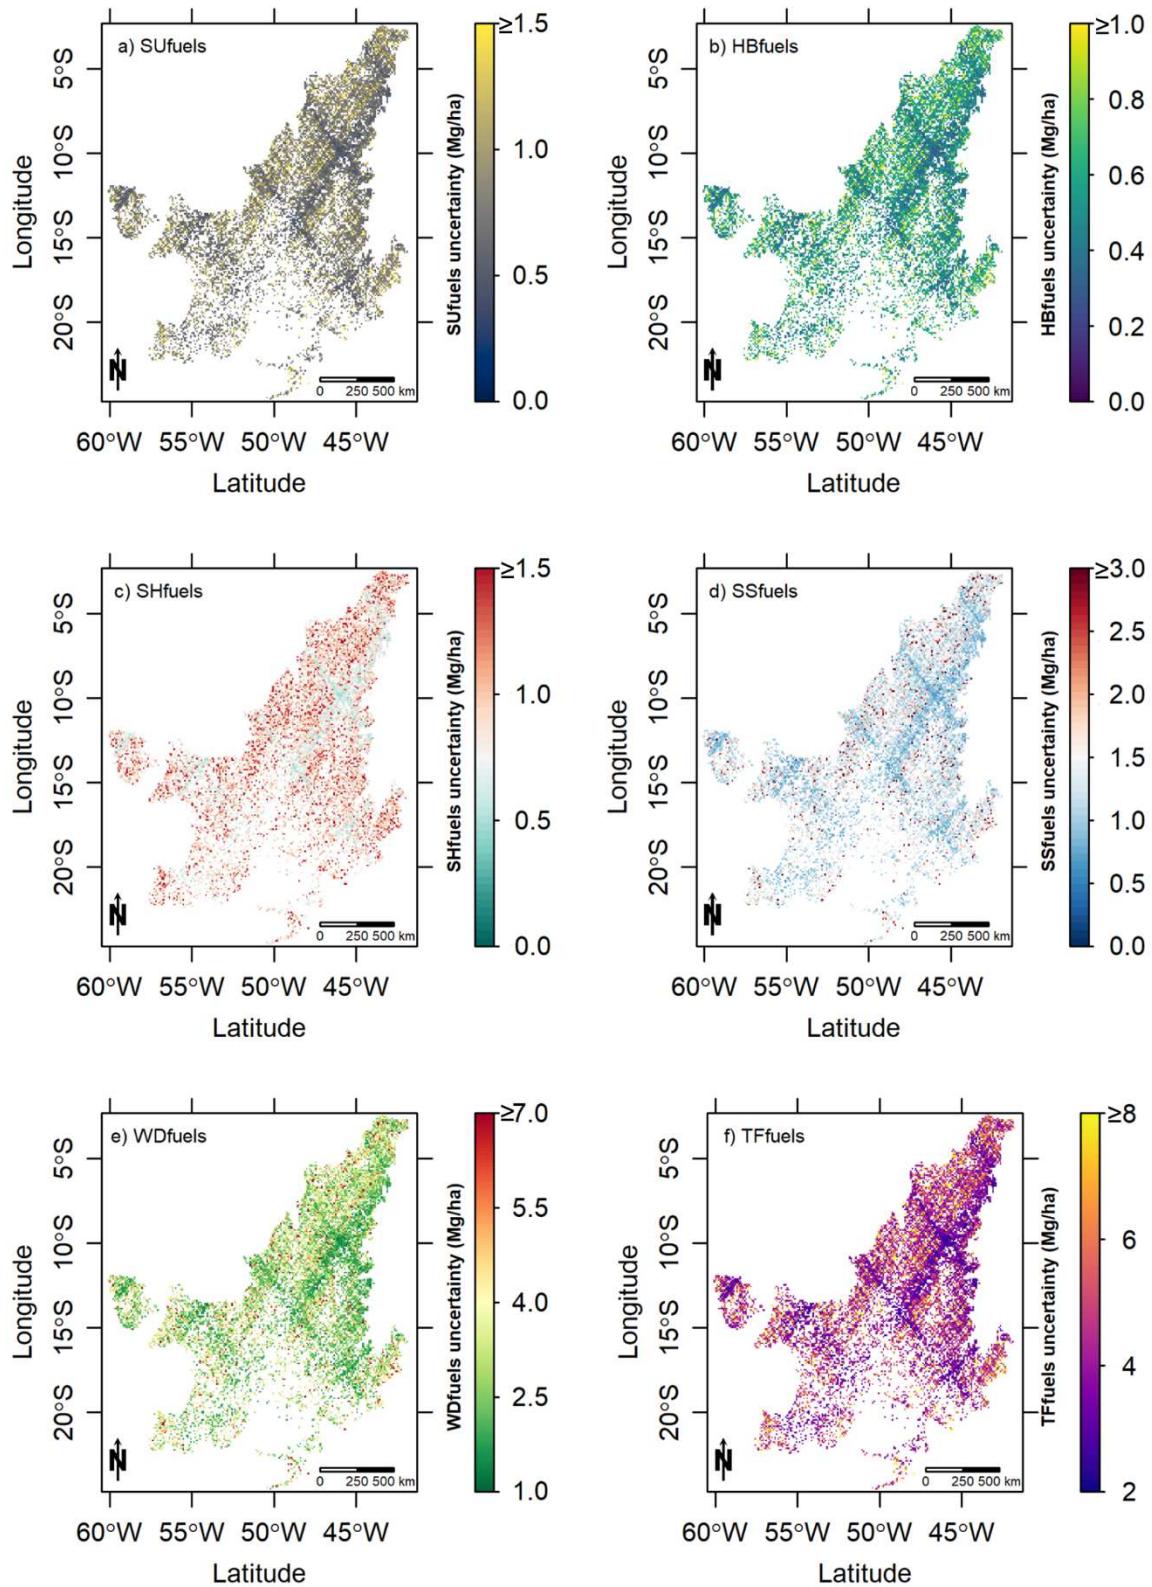 a) SUfuels
5°S
10°S
15°S
20°S
Longitude
N
0 250 500 km
60°W 55°W 50°W 45°W
Latitude
≥1.5
1.0
0.5
0.0
SUfuels uncertainty (Mg/ha)
b) HBfuels
5°S
10°S
15°S
20°S
Longitude
N
0 250 500 km
60°W 55°W 50°W 45°W
Latitude
≥1.0
0.8
0.6
0.4
0.2
0.0
HBfuels uncertainty (Mg/ha)
c) SHfuels
5°S
10°S
15°S
20°S
Longitude
N
0 250 500 km
60°W 55°W 50°W 45°W
Latitude
≥1.5
1.0
0.5
0.0
SHfuels uncertainty (Mg/ha)
d) SSfuels
5°S
10°S
15°S
20°S
Longitude
N
0 250 500 km
60°W 55°W 50°W 45°W
Latitude
≥3.0
2.5
2.0
1.5
1.0
0.5
0.0
SSfuels uncertainty (Mg/ha)
e) WDfuels
5°S
10°S
15°S
20°S
Longitude
N
0 250 500 km
60°W 55°W 50°W 45°W
Latitude
≥7.0
5.5
4.0
2.5
1.0
WDfuels uncertainty (Mg/ha)
f) TFfuels
5°S
10°S
15°S
20°S
Longitude
N
0 250 500 km
60°W 55°W 50°W 45°W
Latitude
≥8
6
4
2
TFfuels uncertainty (Mg/ha)